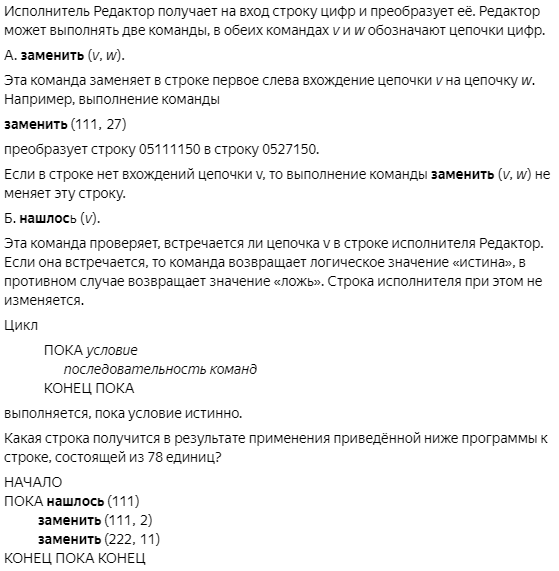 Исполнитель Редактор получает на вход строку цифр и преобразует её. Редактор
может выполнять две команды, в обеих командах v и w обозначают цепочки цифр.
А. заменить (v, w).
Эта команда заменяет в строке первое слева вхождение цепочки v на цепочку w.
Например, выполнение команды
заменить (111, 27)
преобразует строку 05111150 в строку 0527150.
Если в строке нет вхождений цепочки v, то выполнение команды заменить (v, w) не
меняет эту строку.
Б. нашлось (v).
Эта команда проверяет, встречается ли цепочка v в строке исполнителя Редактор.
Если она встречается, то команда возвращает логическое значение «истина», в
противном случае возвращает значение «ложь». Строка исполнителя при этом не
изменяется.
Цикл
ПОКА условие
последовательность команд
КОНЕЦ ПОКА
выполняется, пока условие истинно.
Какая строка получится в результате применения приведённой ниже программы к
строке, состоящей из 78 единиц?
НАЧАЛО
ПОКА нашлось (111)
заменить (111, 2)
заменить (222, 11)
КОНЕЦ ПОКА КОНЕЦ